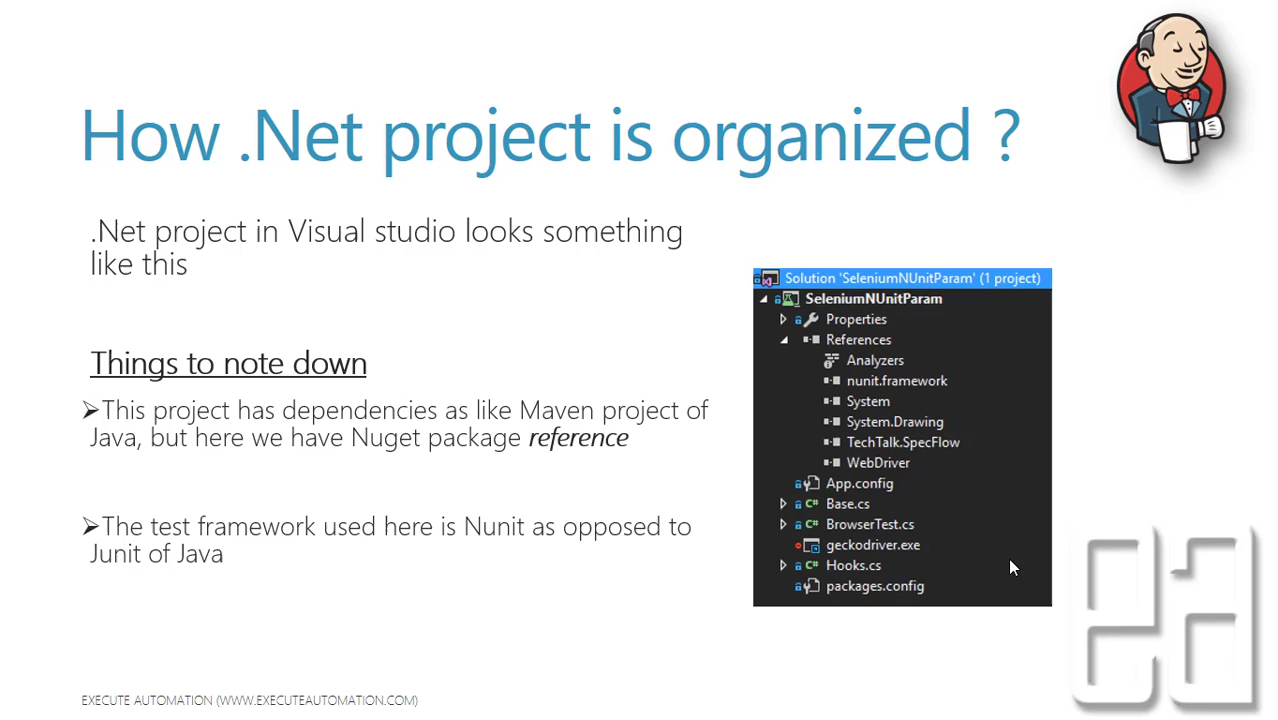 How .Net project is organized ?
.Net project in Visual studio looks something
like this
Things to note down
➢This project has dependencies as like Maven project of
Java, but here we have Nuget package reference
➢The test framework used here is Nunit as opposed to
Junit of Java
Solution 'SeleniumNUnitParam' (1 project)
SeleniumNUnitParam
Properties
References
Analyzers
nunit.framework
System
System.Drawing
TechTalk.SpecFlow
WebDriver
App.config
C# Base.cs
C# BrowserTest.cs
geckodriver.exe
C# Hooks.cs
packages.config
ea
EXECUTE AUTOMATION (WWW.EXECUTEAUTOMATION.COM)